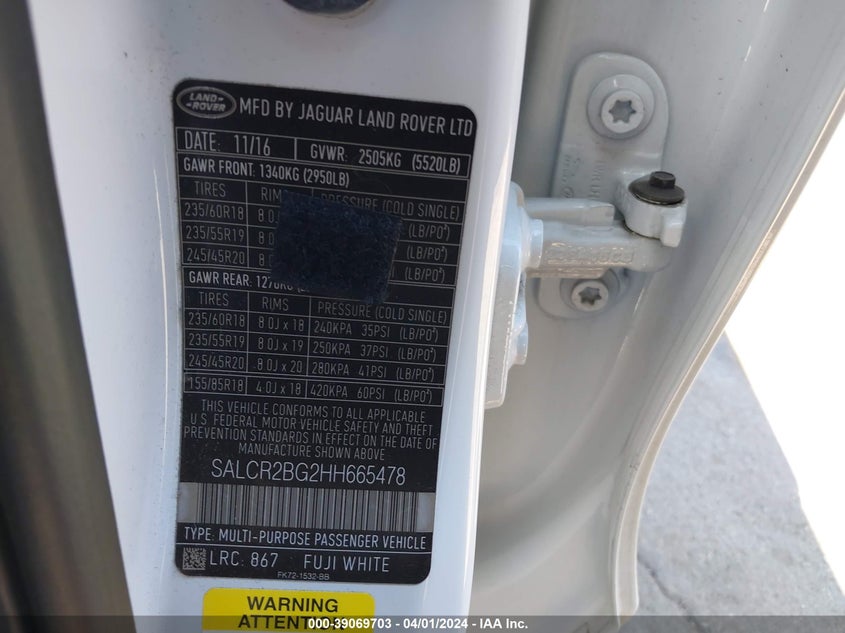 LAND
ROVER
MFD BY JAGUAR LAND ROVER LTD
DATE: 11/16 GVWR: 2505KG (5520LB)
GAWR FRONT: 1340KG (2950LB)
TIRES RIMS PRESSURE (COLD SINGLE)
235/60R18 8.0J (LB/PO²)
235/55R19 (LB/PO²)
245/45R20 (LB/PO²)
GAWR REAR:
TIRES RIMS PRESSURE (COLD SINGLE)
235/60R18 8.0J x 18 240KPA 35PSI (LB/PO²)
235/55R19 8.0J x 19 250KPA 37PSI (LB/PO²)
245/45R20 8.0J x 20 280KPA 41PSI (LB/PO²)
155/85R18 4.0J x 18 420KPA 60PSI (LB/PO²)
THIS VEHICLE CONFORMS TO ALL APPLICABLE
U.S. FEDERAL MOTOR VEHICLE SAFETY AND THEFT
PREVENTION STANDARDS IN EFFECT ON THE DATE OF
MANUFACTURE SHOWN ABOVE
SALCR2BG2HH665478
TYPE: MULTI-PURPOSE PASSENGER VEHICLE
LRC: 867 FUJI WHITE
FK72-1532-BB
WARNING
ATTENTION
00-39069703 - 04/01/2024 - IAA Inc.